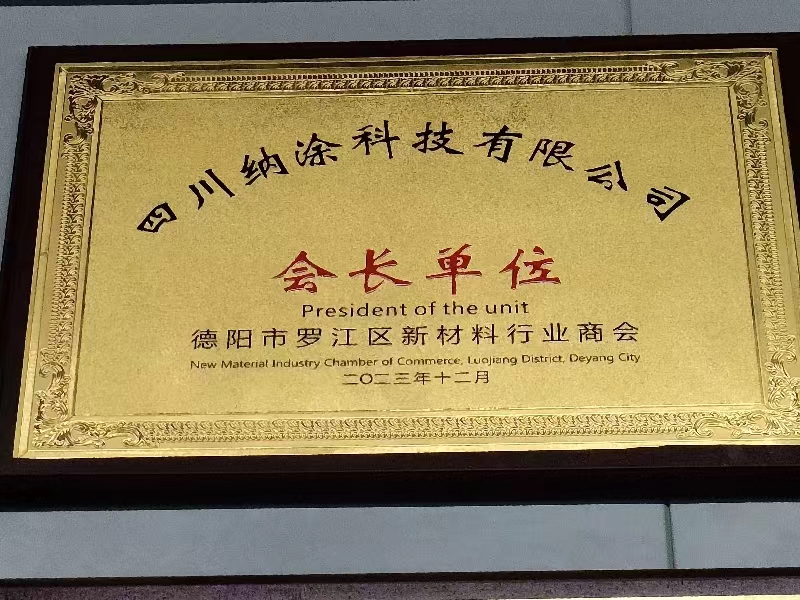 四川纳涂科技有限公司
会长单位
President of the unit
德阳市罗江区新材料行业商会
New Material Industry Chamber of Commerce, Luojiang District, Deyang City
二〇二三年十二月